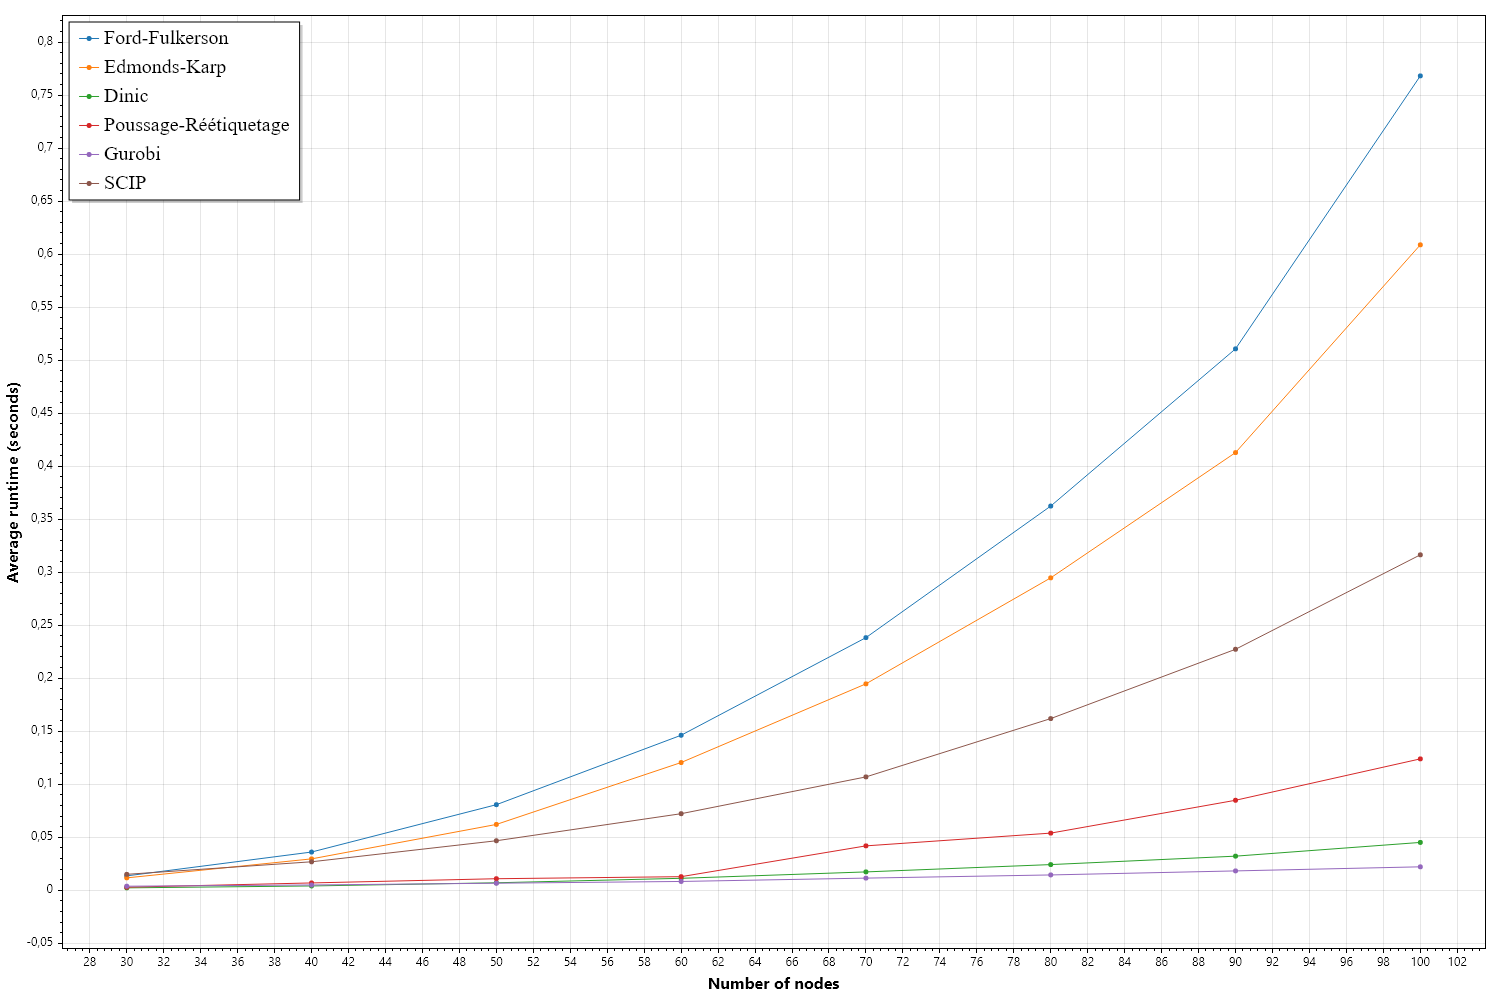 Ford-Fulkerson
Edmonds-Karp
Dinic
Poussage-Réétiquetage
Gurobi
SCIP
0,8
0,75
0,7
0,65
0,6
0,55
0,5
0,45
0,4
0,35
0,3
0,25
0,2
0,15
0,1
0,05
0
-0,05
Average runtime (seconds)
28 30 32 34 36 38 40 42 44 46 48 50 52 54 56 58 60 62 64 66 68 70 72 74 76 78 80 82 84 86 88 90 92 94 96 98 100 102
Number of nodes